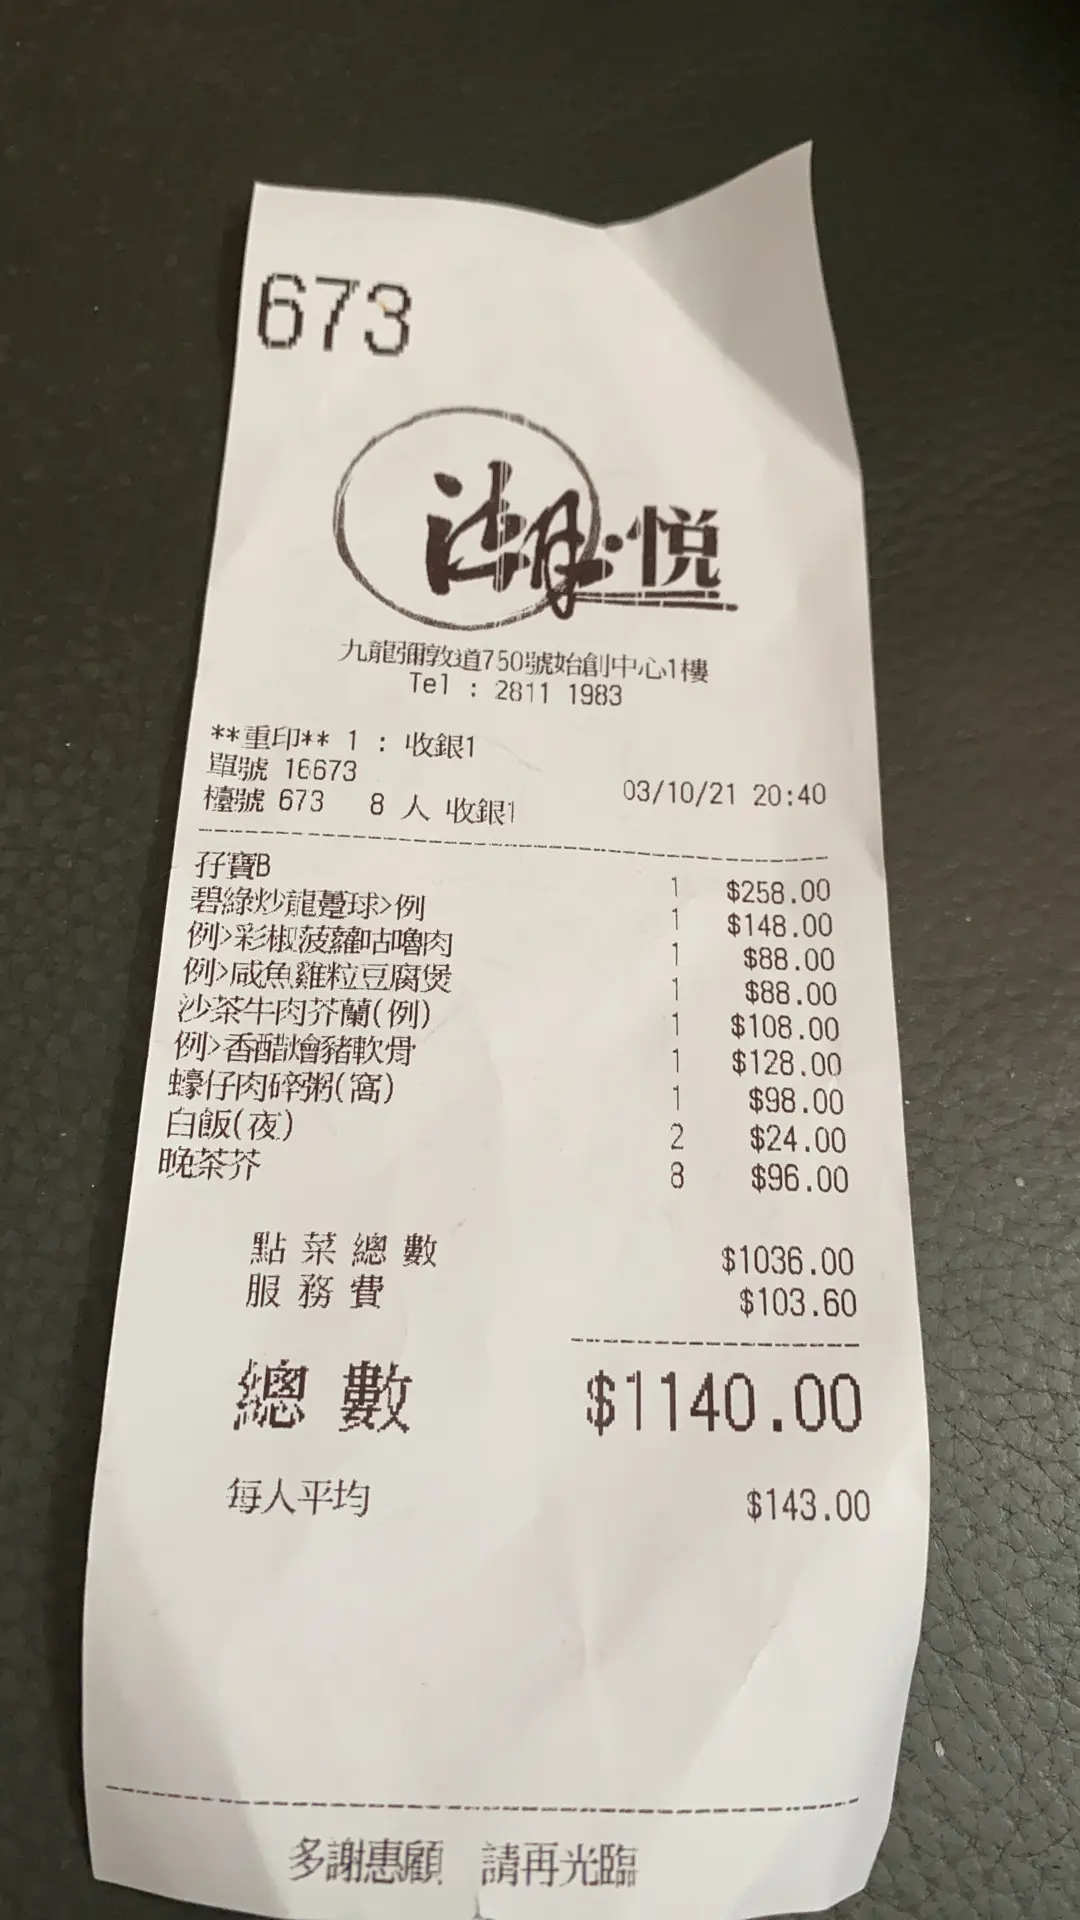 673
潮·悦
九龍彌敦道750號始創中心1樓
Tel : 2811 1983
**重印** 1 : 收銀1
單號 16673
03/10/21 20:40
檯號 673 8 人 收銀1
孖寶B 1 $258.00
碧綠炒龍躉球>例 1 $148.00
例>彩椒菠蘿咕嚕肉 1 $88.00
例>咸魚雞粒豆腐煲 1 $88.00
沙茶牛肉芥蘭(例) 1 $108.00
例>香醋燴豬軟骨 1 $128.00
蠔仔肉碎粥(窩) 1 $98.00
白飯(夜) 2 $24.00
晚茶芥 8 $96.00
點菜總數 $1036.00
服務費 $103.60
總數 $1140.00
每人平均 $143.00
多謝惠顧 請再光臨